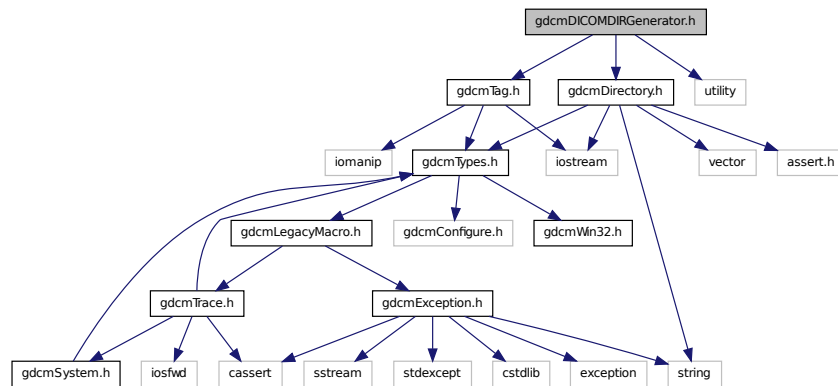 gdcmDICOMDIRGenerator.h
gdcmTag.h
gdcmDirectory.h
utility
iomanip
gdcmTypes.h
iostream
vector
assert.h
gdcmLegacyMacro.h
gdcmConfigure.h
gdcmWin32.h
gdcmTrace.h
gdcmException.h
gdcmSystem.h
iosfwd
cassert
sstream
stdexcept
cstdlib
exception
string